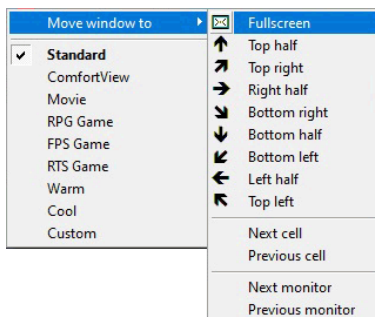 Move window to
Standard
ComfortView
Movie
RPG Game
FPS Game
RTS Game
Warm
Cool
Custom
Fullscreen
Top half
Top right
Right half
Bottom right
Bottom half
Bottom left
Left half
Top left
Next cell
Previous cell
Next monitor
Previous monitor